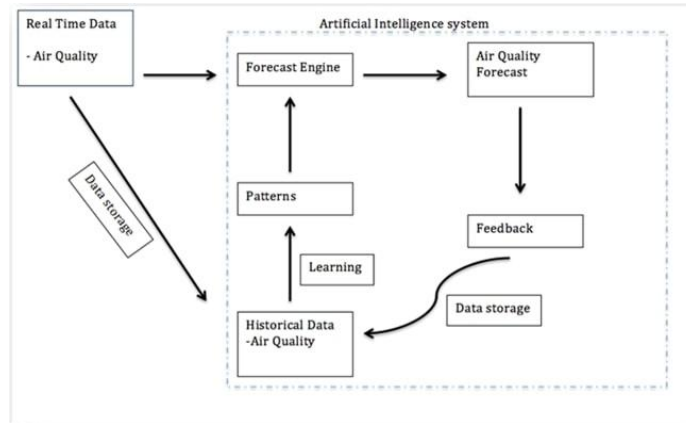 Real Time Data
- Air Quality
Artificial Intelligence system
Forecast Engine
Air Quality
Forecast
Data storage
Patterns
Feedback
Learning
Data storage
Historical Data
-Air Quality